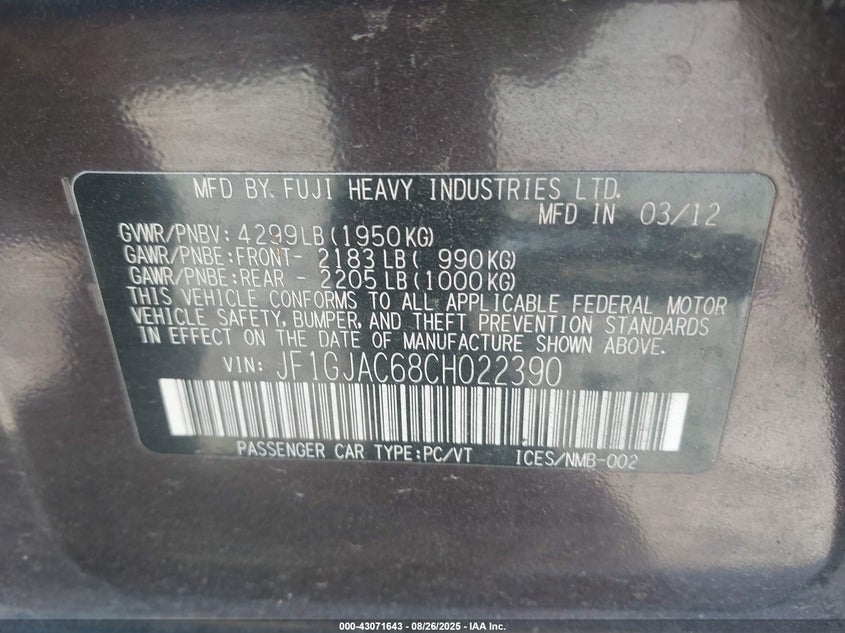 MFD BY FUJI HEAVY INDUSTRIES LTD.
MFD IN 03/12
GVWR/PNBV: 4299LB(1950KG)
GAWR/PNBE:FRONT- 2183LB( 990KG)
GAWR/PNBE:REAR - 2205LB(1000KG)
THIS VEHICLE CONFORMS TO ALL APPLICABLE FEDERAL MOTOR
VEHICLE SAFETY, BUMPER, AND THEFT PREVENTION STANDARDS
IN EFFECT ON THE DATE OF MANUFACTURE SHOWN ABOVE.
VIN: JF1GJAC68CH022390
PASSENGER CAR TYPE:PC/VT ICES/NMB-002
000-43071643 - 08/26/2025 - IAA Inc.